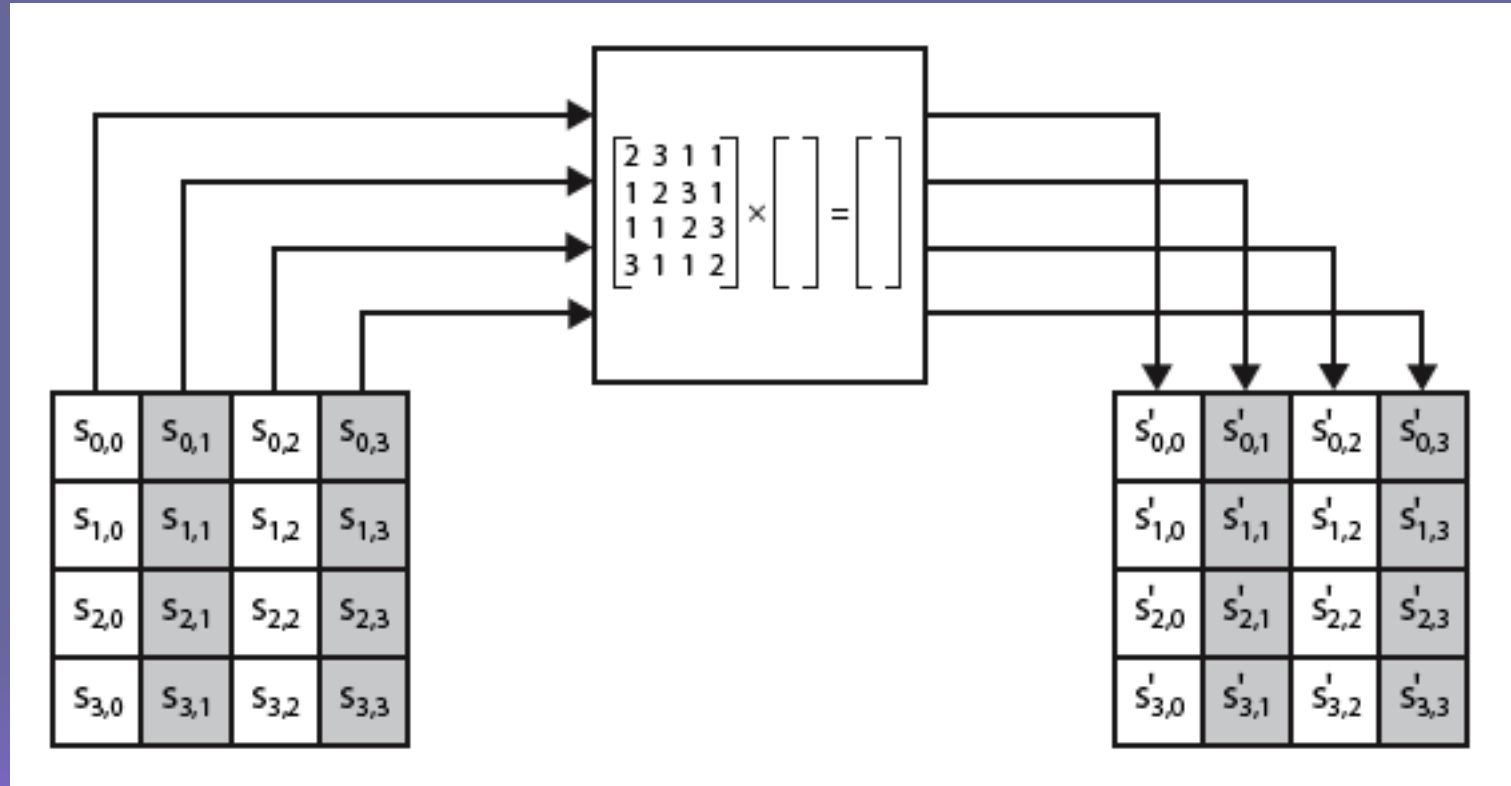 2 3 1 1
1 2 3 1
1 1 2 3
3 1 1 2
× =
S0,0 S0,1 S0,2 S0,3
S1,0 S1,1 S1,2 S1,3
S2,0 S2,1 S2,2 S2,3
S3,0 S3,1 S3,2 S3,3
S'0,0 S'0,1 S'0,2 S'0,3
S'1,0 S'1,1 S'1,2 S'1,3
S'2,0 S'2,1 S'2,2 S'2,3
S'3,0 S'3,1 S'3,2 S'3,3